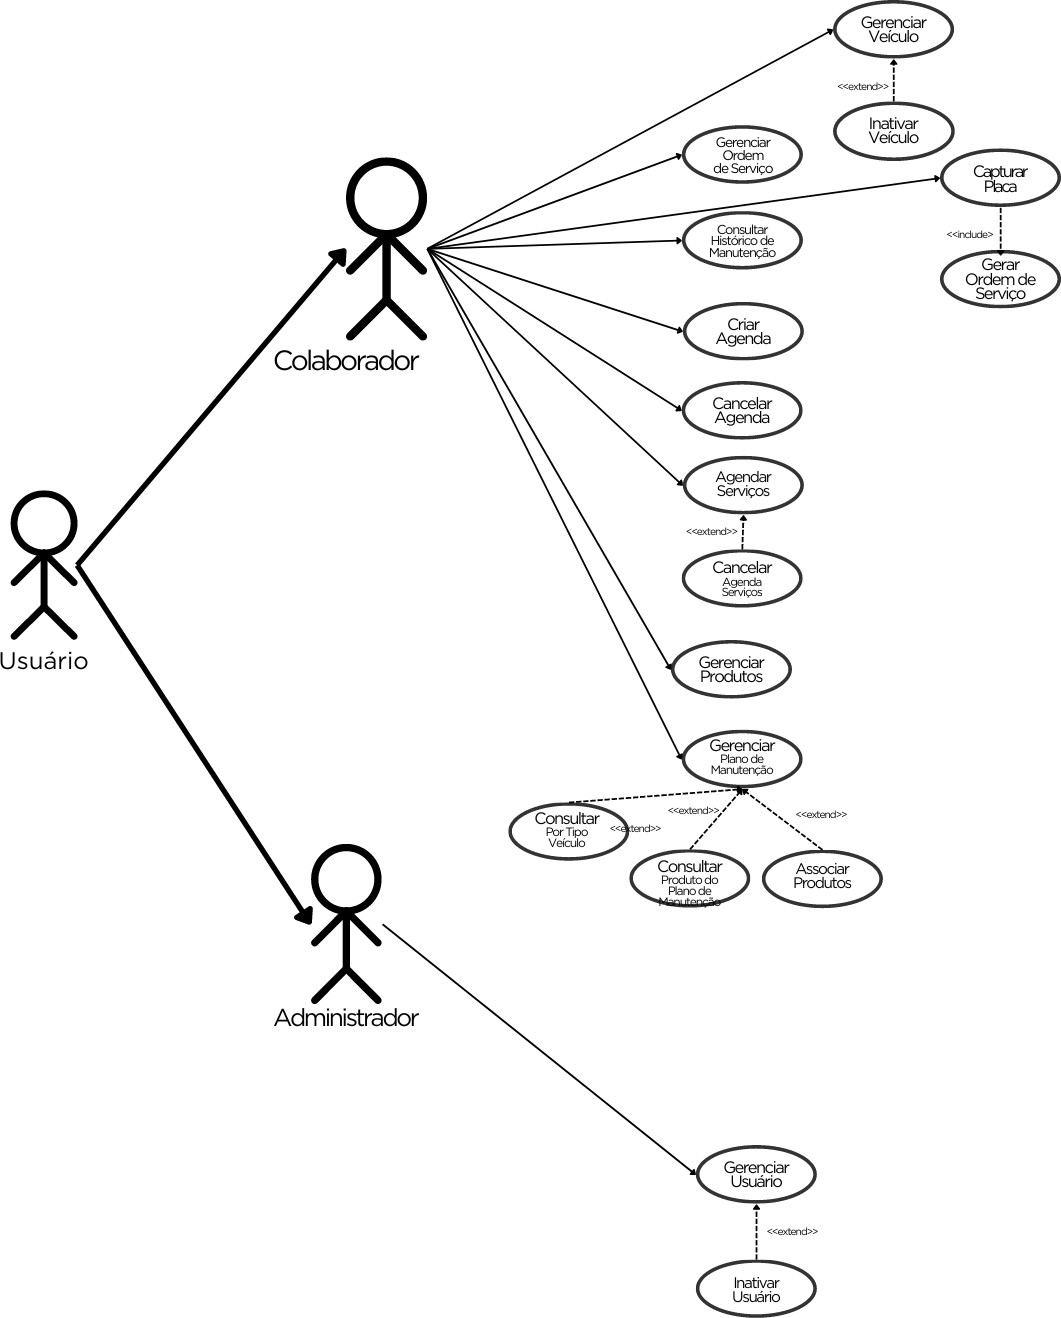 Gerenciar
Veículo
<<extend>>
Inativar
Veículo
Gerenciar
Ordem
de Serviço
Capturar
Placa
<<include>>
Gerar
Ordem de
Serviço
Consultar
Histórico de
Manutenção
Criar
Agenda
Colaborador
Cancelar
Agenda
Agendar
Serviços
<<extend>>
Cancelar
Agenda
Serviços
Usuário
Gerenciar
Produtos
Gerenciar
Plano de
Manutenção
Consultar
Por Tipo
Veículo
<<extend>>
<<extend>>
<<extend>>
Consultar
Produto do
Plano de
Manutenção
Associar
Produtos
Administrador
Gerenciar
Usuário
<<extend>>
Inativar
Usuário